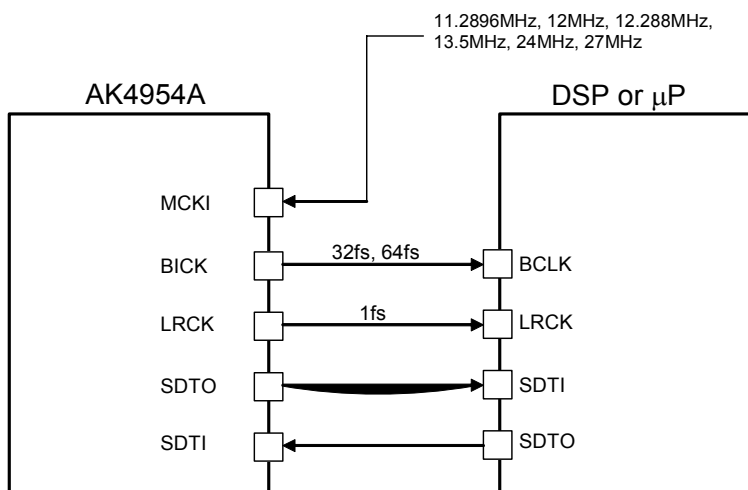 11.2896MHz, 12MHz, 12.288MHz,
13.5MHz, 24MHz, 27MHz
AK4954A
DSP or μP
MCKI
BICK
32fs, 64fs
BCLK
LRCK
1fs
LRCK
SDTO
SDTI
SDTI
SDTO